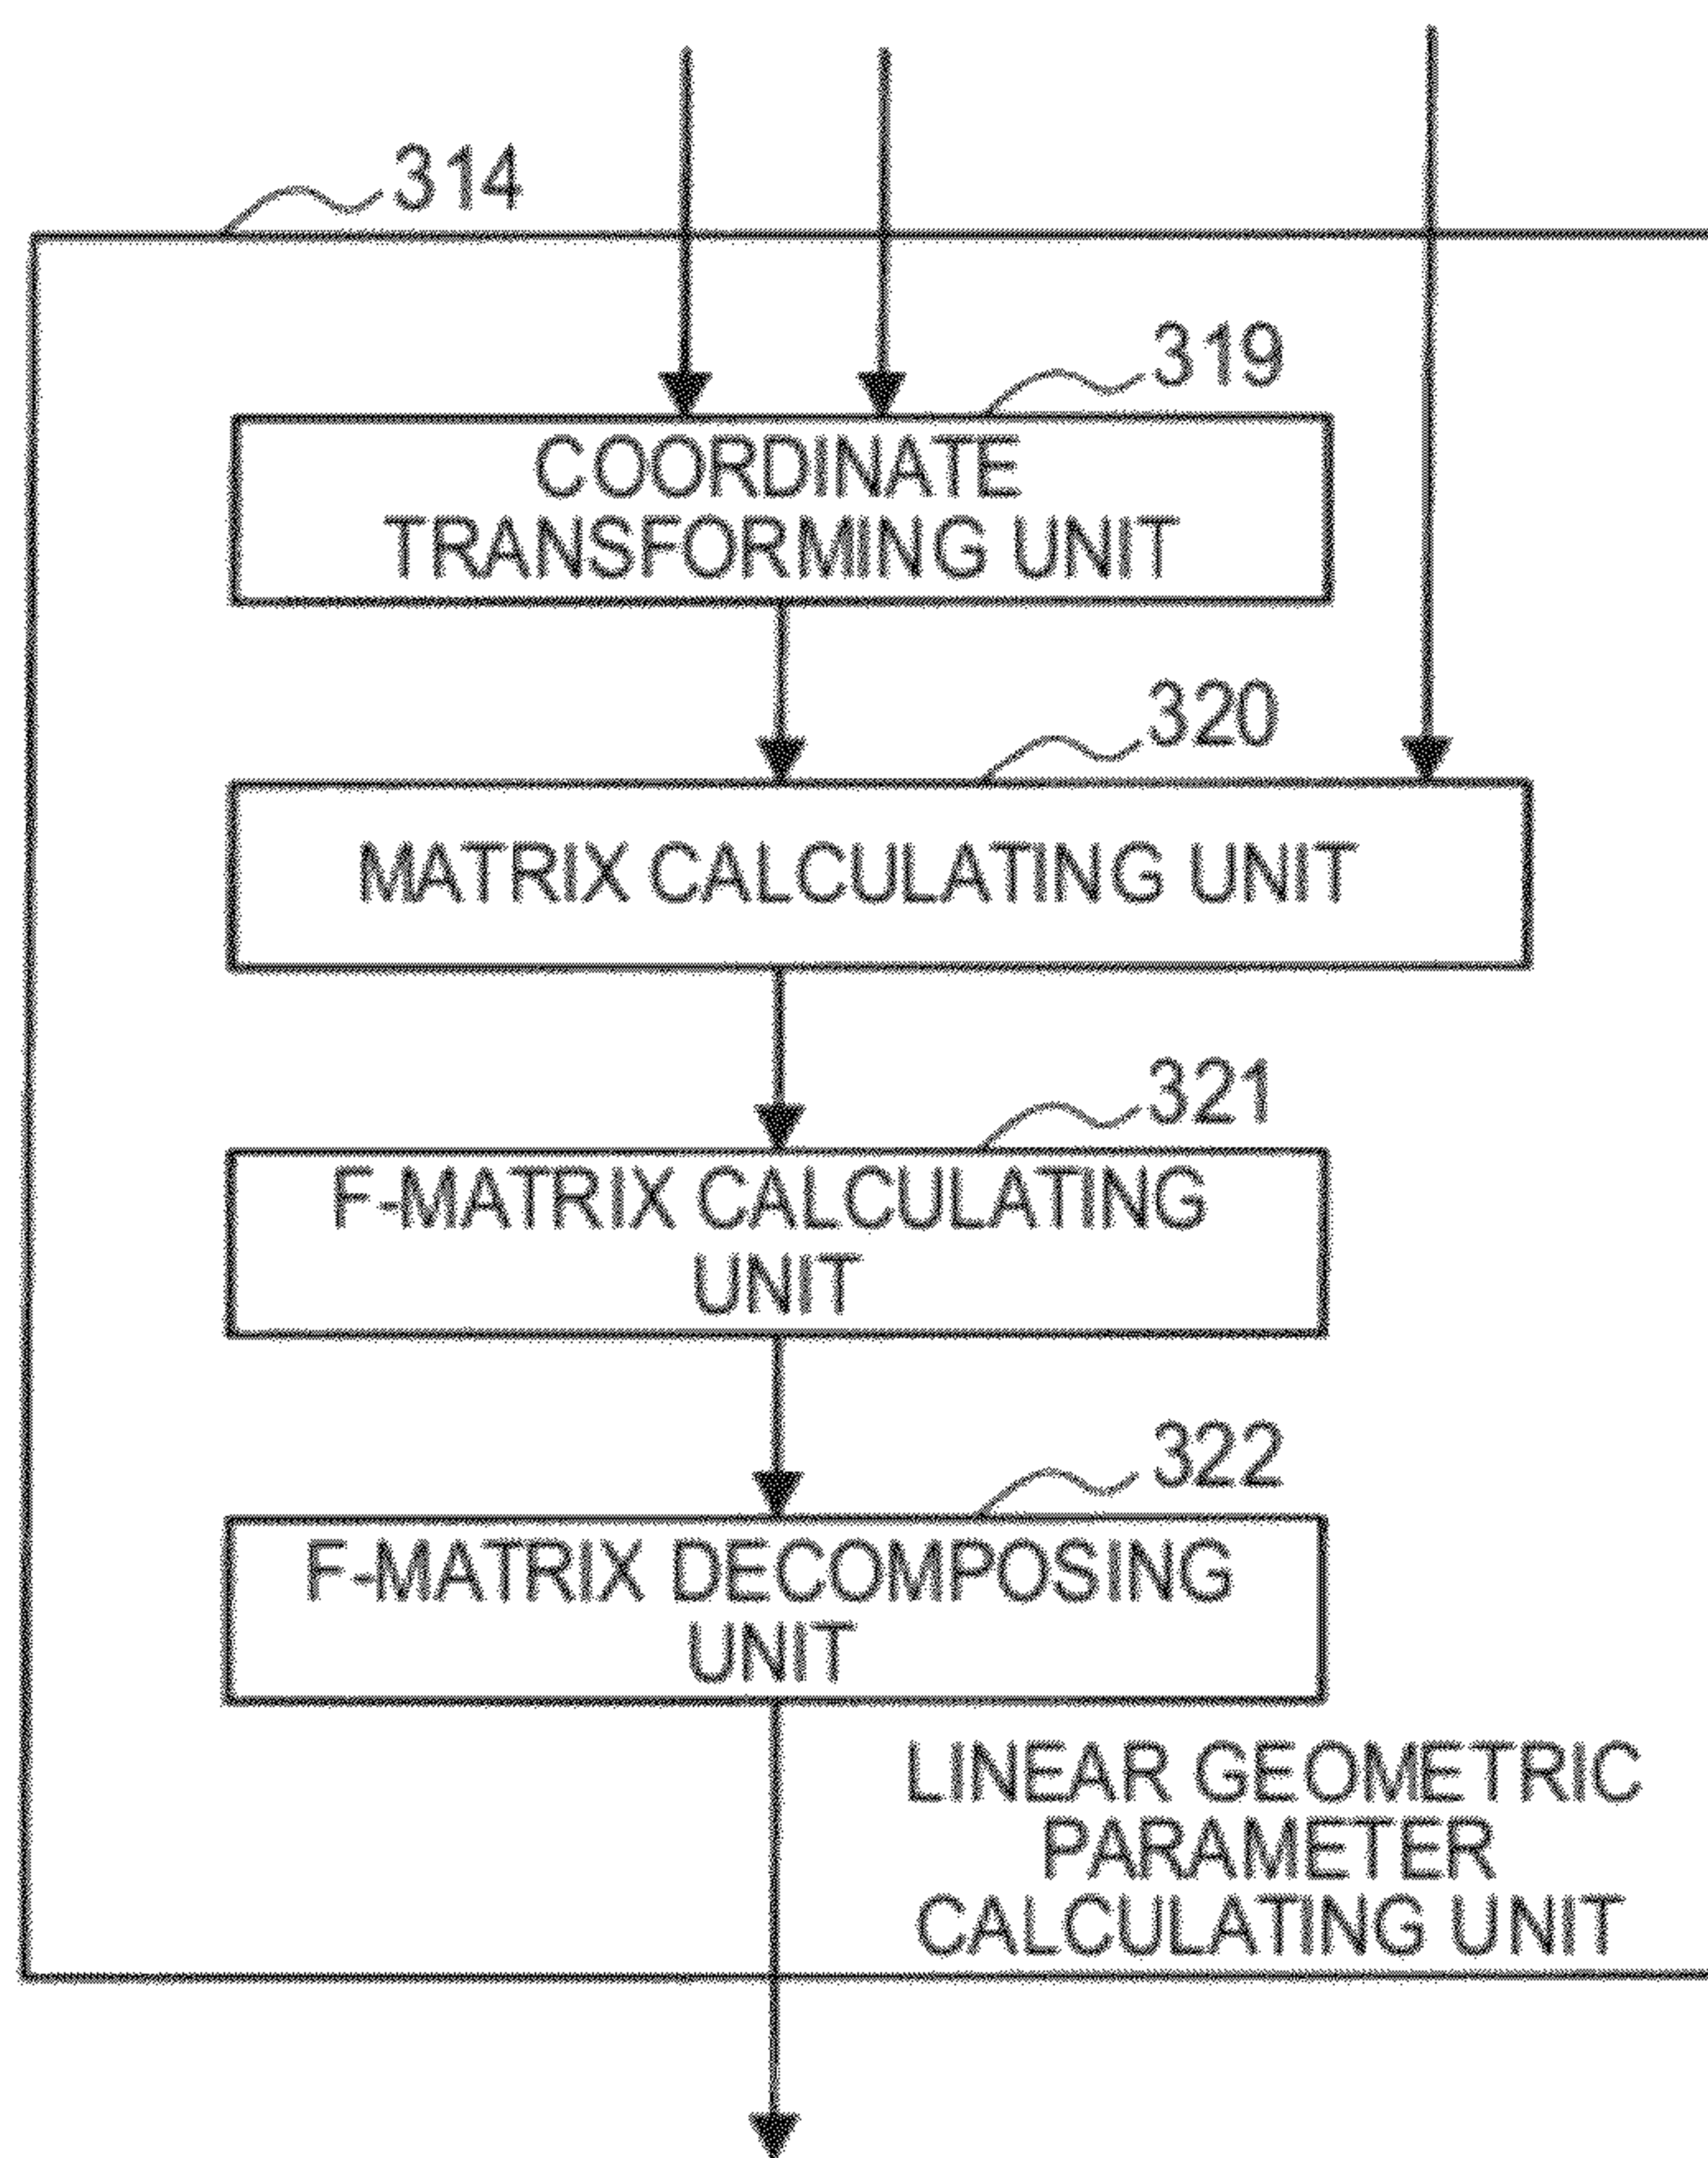 314
319
COORDINATE
TRANSFORMING UNIT
320
MATRIX CALCULATING UNIT
321
F-MATRIX CALCULATING
UNIT
322
F-MATRIX DECOMPOSING
UNIT
LINEAR GEOMETRIC
PARAMETER
CALCULATING UNIT